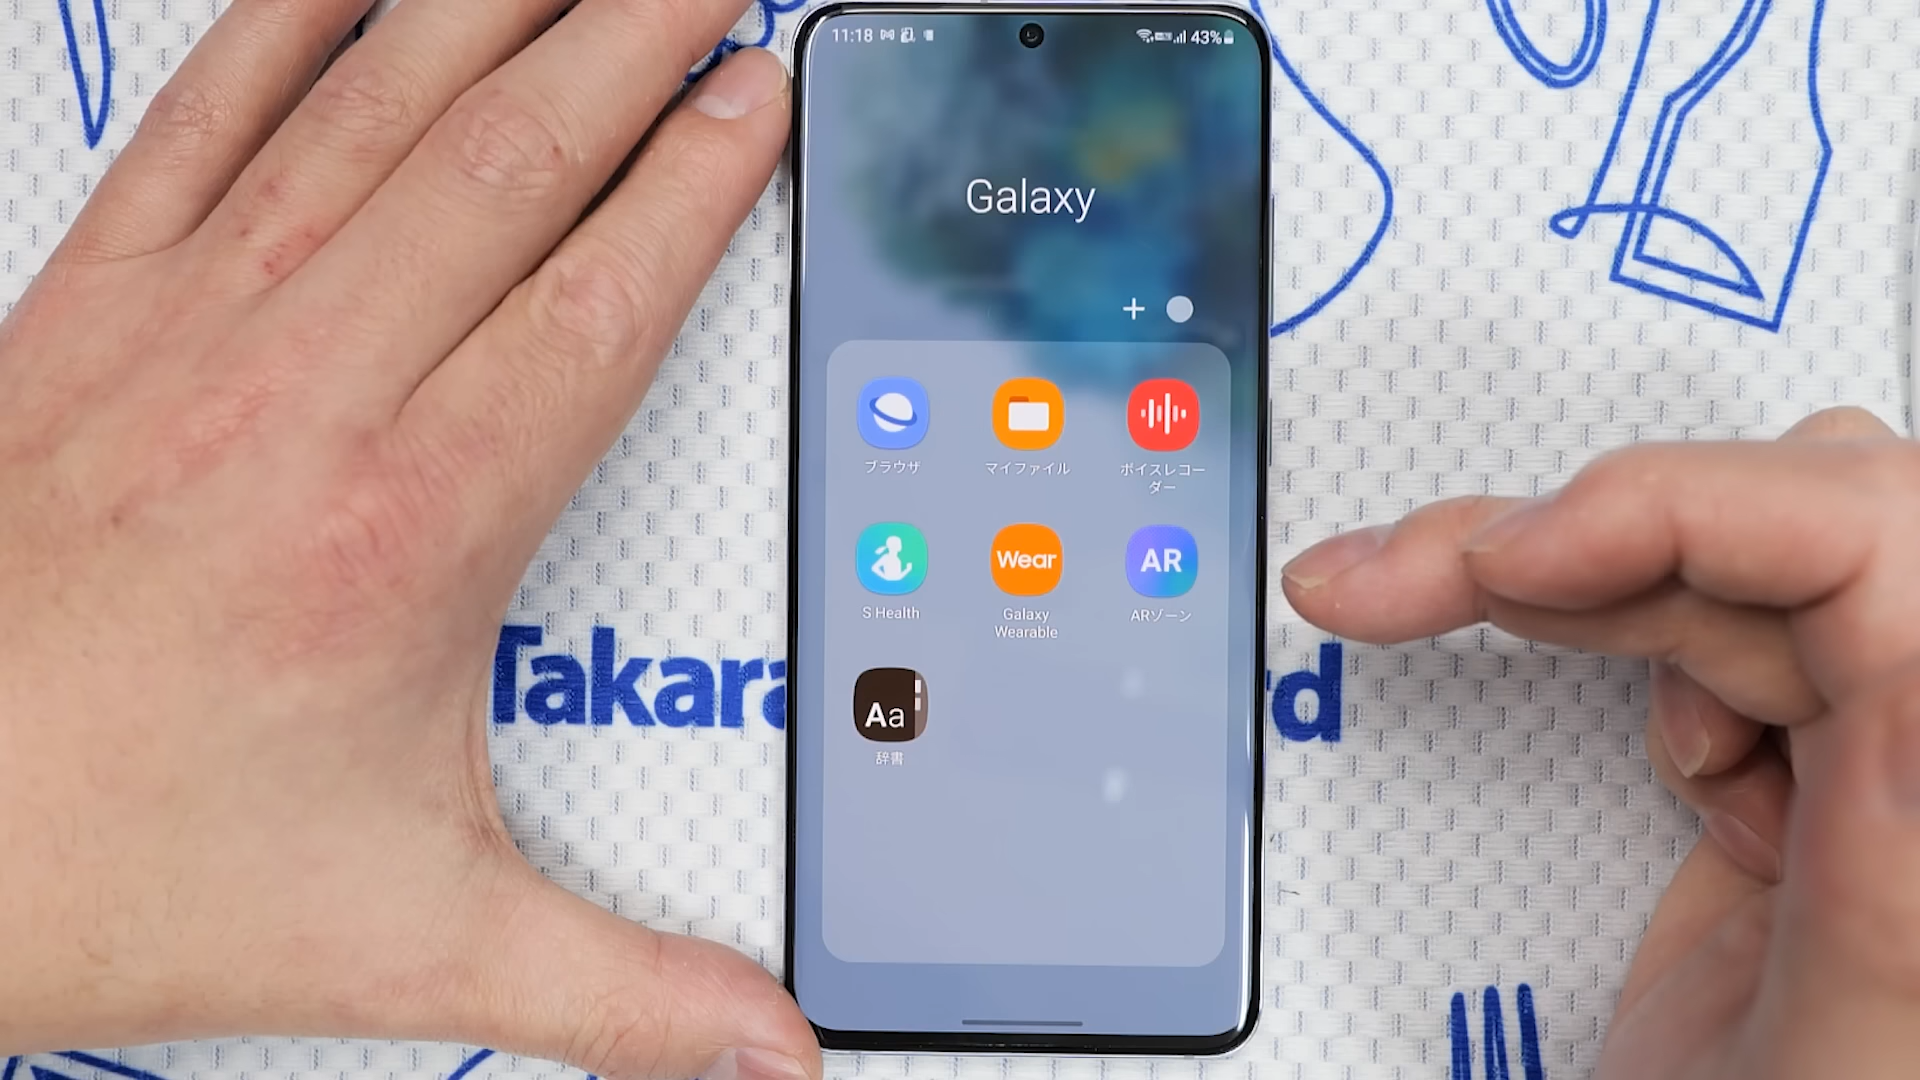 11:18
43%
Galaxy
ブラウザ
マイファイル
ボイスレコー
ダー
S Health
Wear
Galaxy
Wearable
AR
ARゾーン
Aa
辞書
Takara
rd